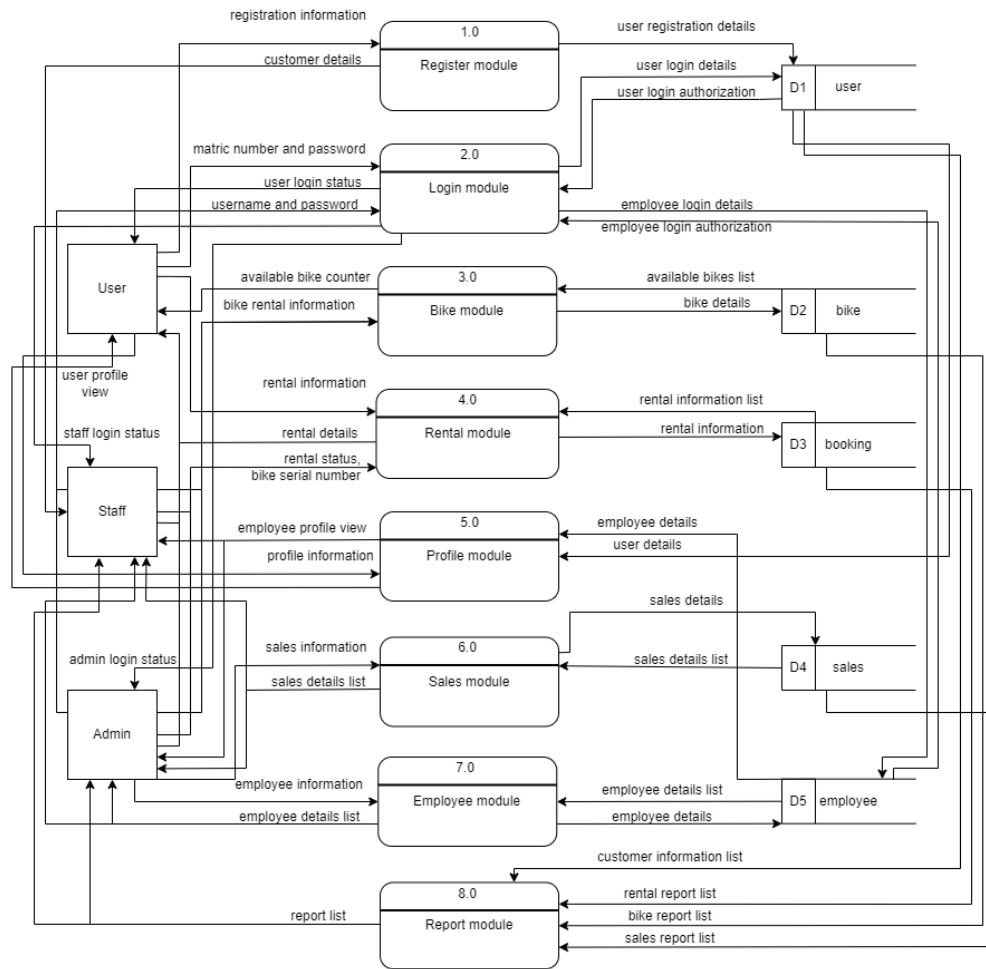 registration information
1.0
user registration details
customer details
Register module
user login details
D1
user
user login authorization
matric number and password
2.0
user login status
Login module
username and password
employee login details
employee login authorization
User
available bike counter
3.0
available bikes list
bike rental information
Bike module
bike details
D2
bike
user profile
view
rental information
4.0
rental information list
staff login status
rental details
Rental module
rental information
D3
booking
rental status,
bike serial number
Staff
employee profile view
5.0
employee details
profile information
Profile module
user details
sales details
admin login status
sales information
6.0
sales details list
D4
sales
sales details list
Sales module
Admin
7.0
employee information
Employee module
employee details list
D5
employee
employee details list
employee details
customer information list
8.0
rental report list
report list
Report module
bike report list
sales report list